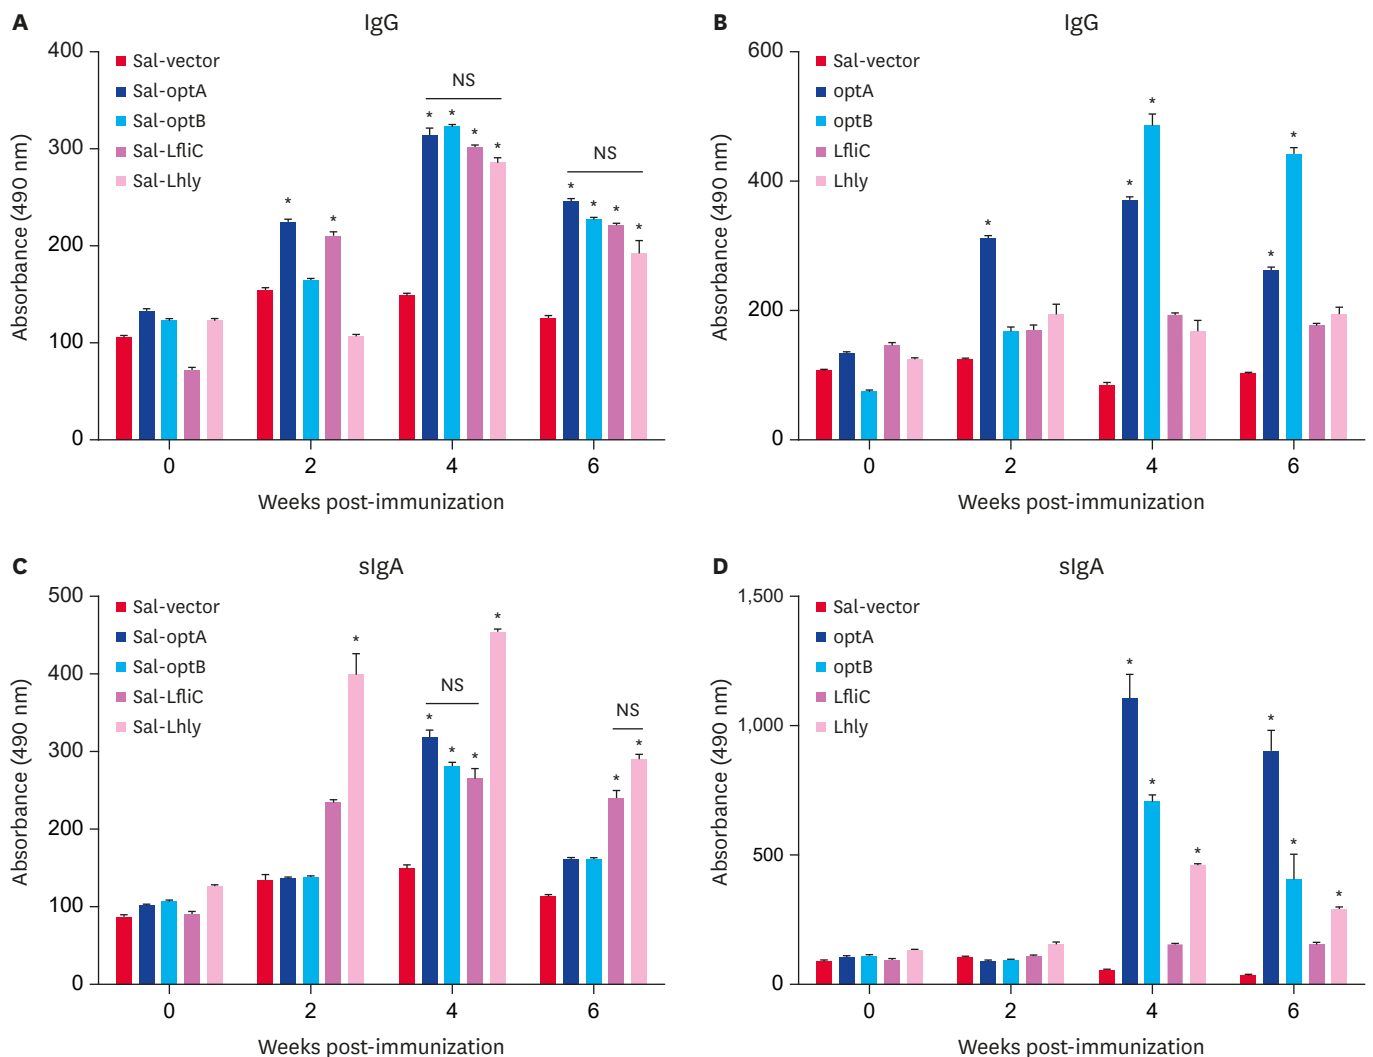 A
IgG
Absorbance (490 nm)
400
300
200
100
0
Sal-vector
Sal-optA
Sal-optB
Sal-LfliC
Sal-Lhly
* *
* * * *
NS
* * * *
NS
0 2 4 6
Weeks post-immunization
B
IgG
Absorbance (490 nm)
600
400
200
0
Sal-vector
optA
optB
LfliC
Lhly
*
* *
* *
0 2 4 6
Weeks post-immunization
C
sIgA
Absorbance (490 nm)
500
400
300
200
100
0
Sal-vector
Sal-optA
Sal-optB
Sal-LfliC
Sal-Lhly
*
NS
* * * *
NS
* *
0 2 4 6
Weeks post-immunization
D
sIgA
Absorbance (490 nm)
1,500
1,000
500
0
Sal-vector
optA
optB
LfliC
Lhly
* * *
* * *
0 2 4 6
Weeks post-immunization